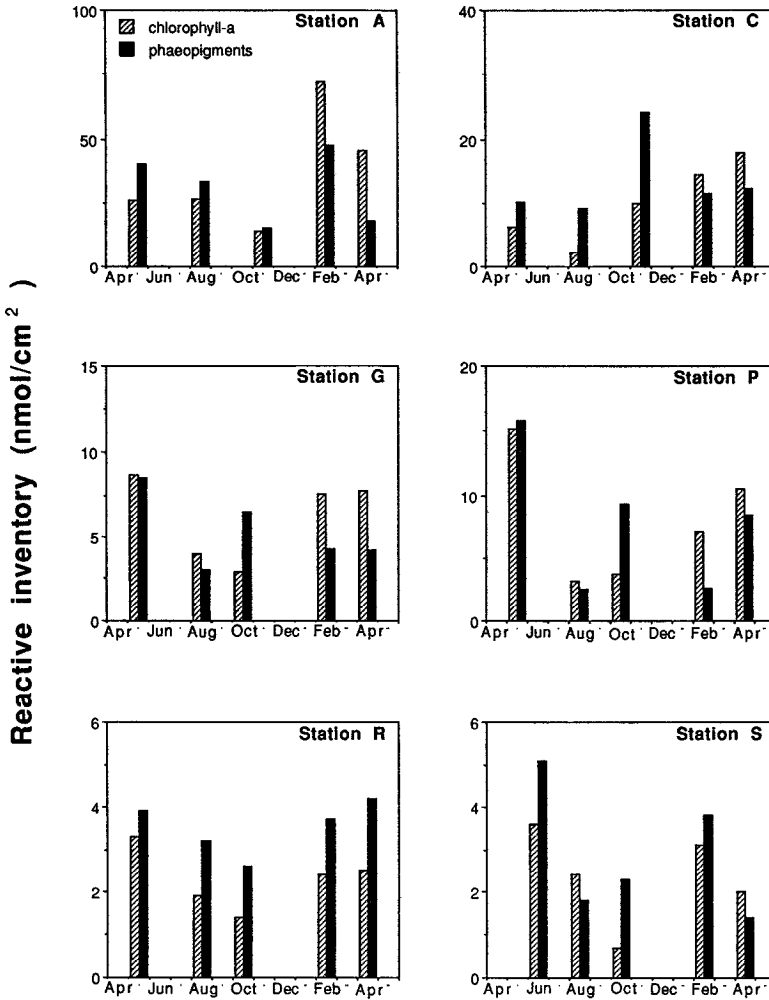 Reactive inventory (nmol/cm²)
Station A
chlorophyll-a
phaeopigments
100
50
0
Apr Jun Aug Oct Dec Feb Apr
Station C
40
20
0
Apr Jun Aug Oct Dec Feb Apr
Station G
15
10
5
0
Apr Jun Aug Oct Dec Feb Apr
Station P
20
10
0
Apr Jun Aug Oct Dec Feb Apr
Station R
6
4
2
0
Apr Jun Aug Oct Dec Feb Apr
Station S
6
4
2
0
Apr Jun Aug Oct Dec Feb Apr